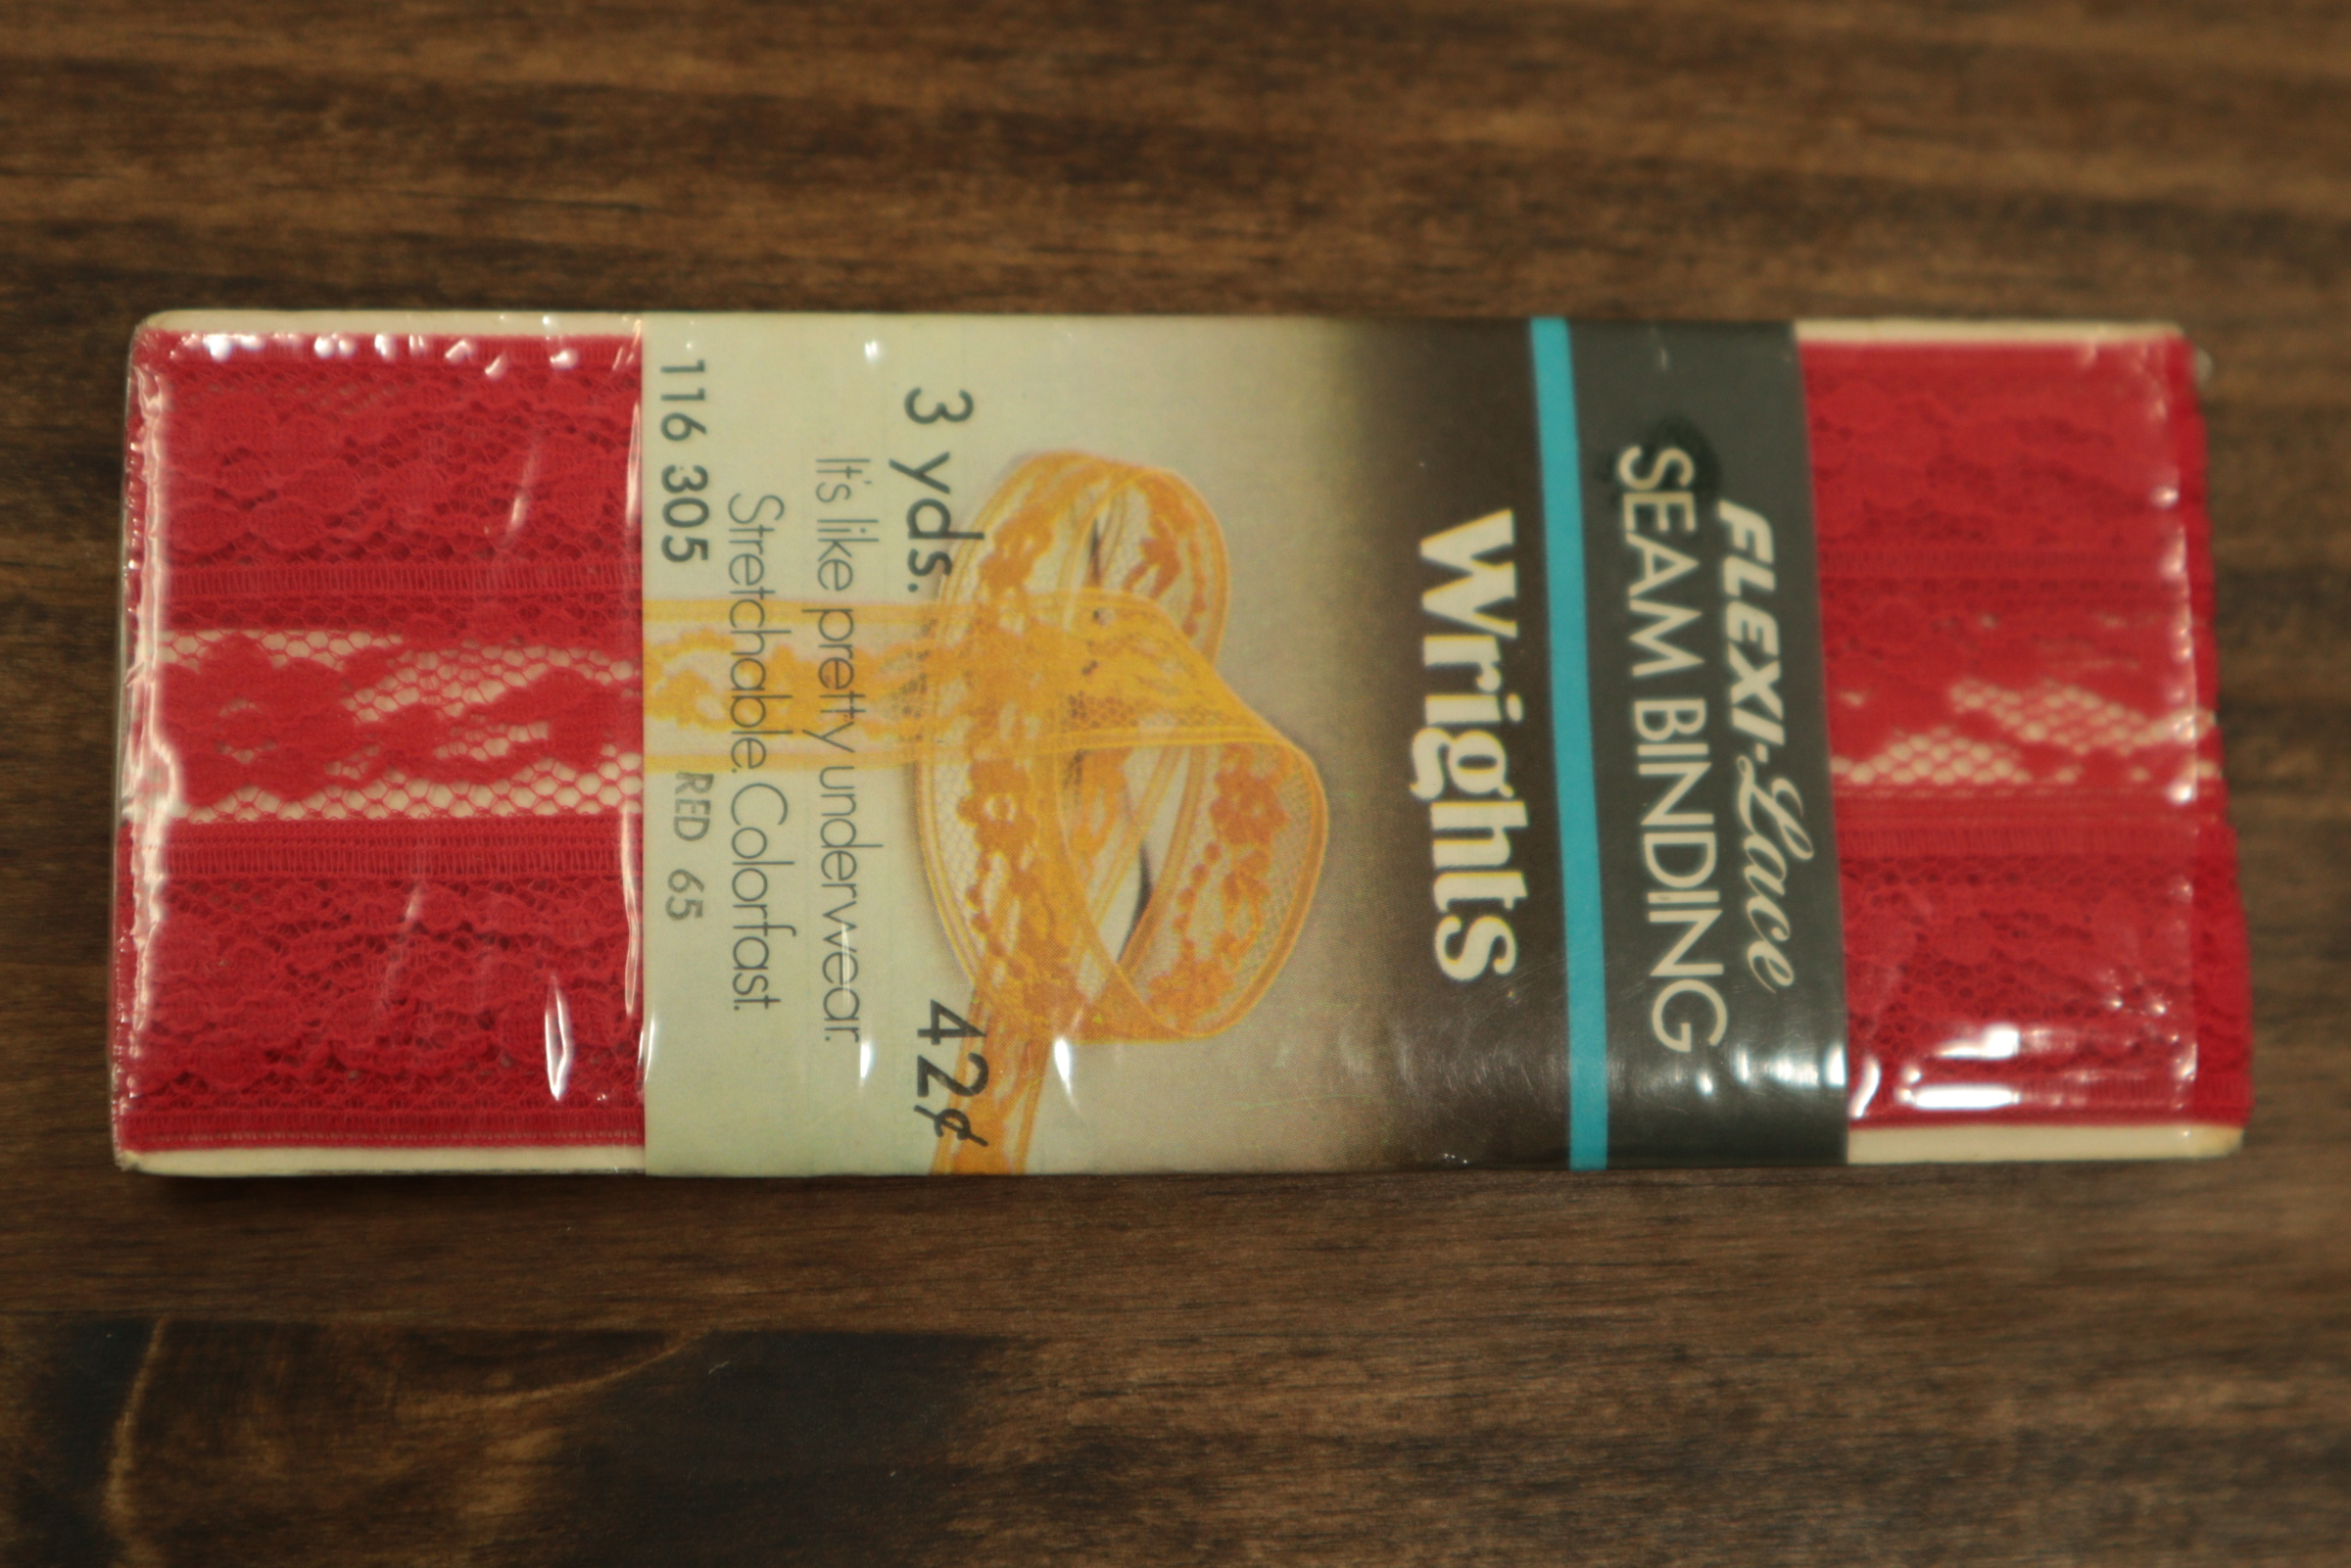 FLEXI-Lace
SEAM BINDING
Wrights
3 yds. 42¢
It's like pretty underwear.
Stretchable. Colorfast.
116 305 RED 65